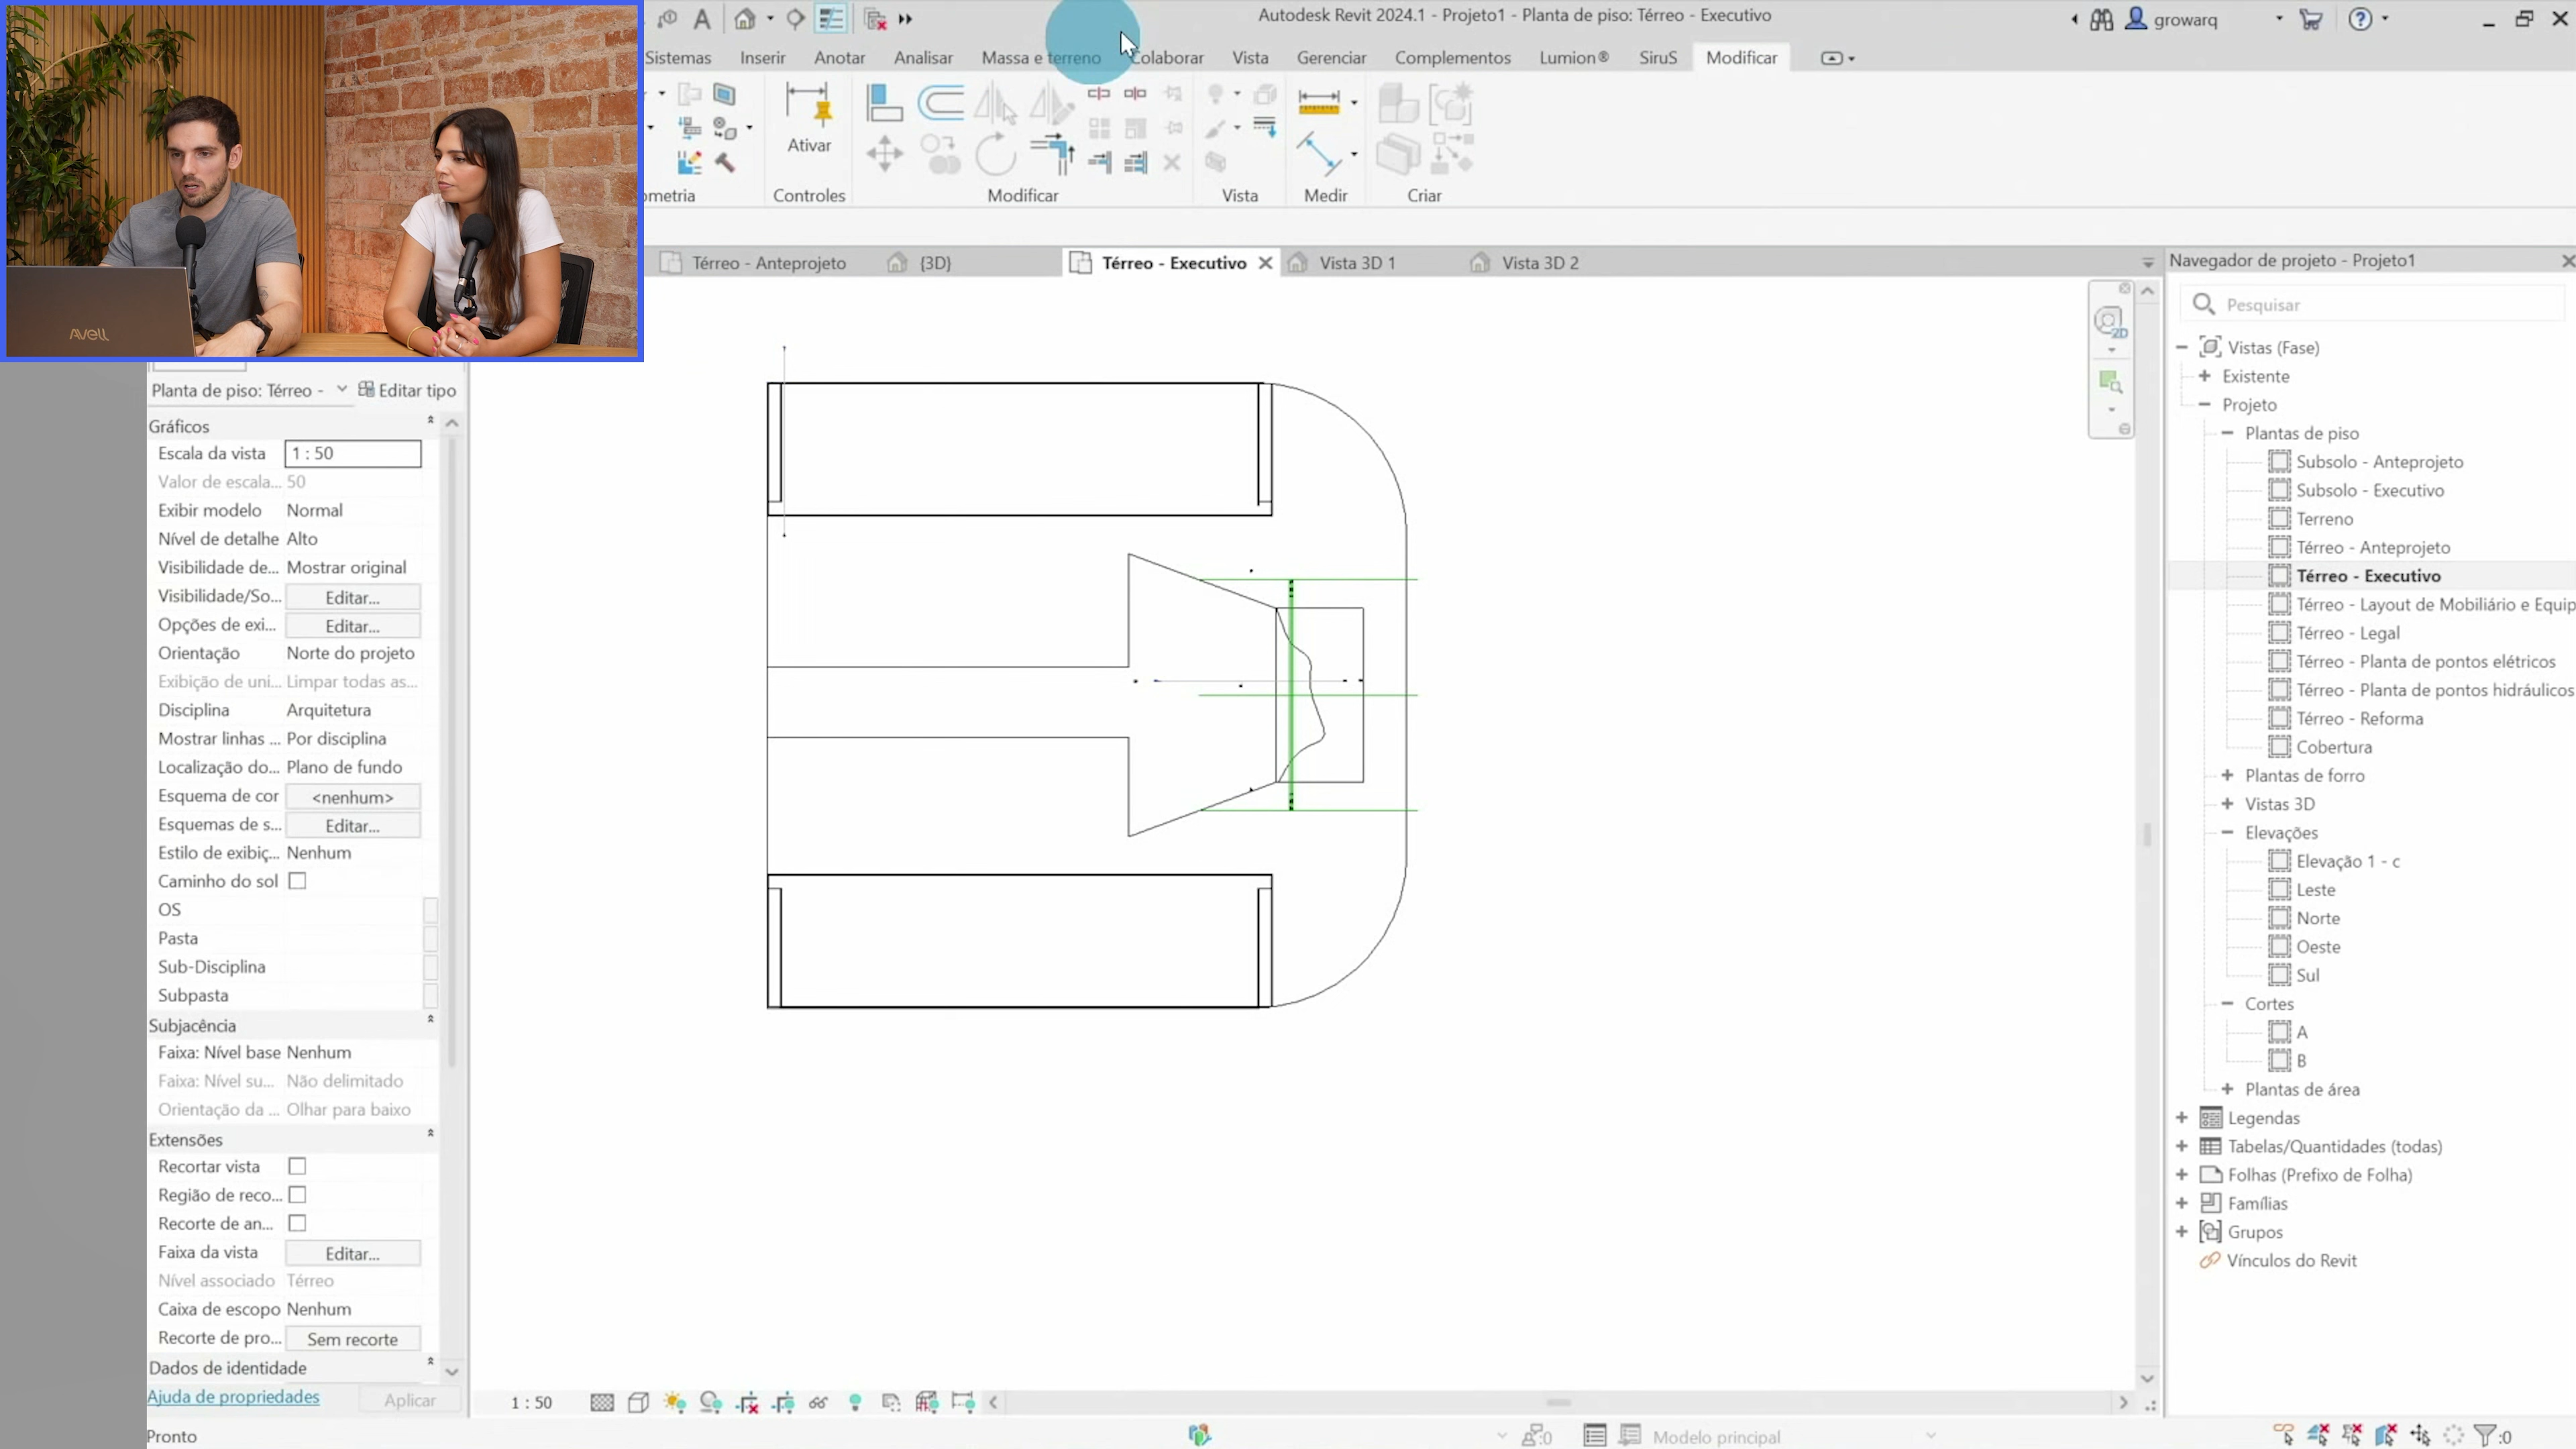 Autodesk Revit 2024.1 - Projeto1 - Planta de piso: Térreo - Executivo
growarq
Sistemas Inserir Anotar Analisar Massa e terreno Colaborar Vista Gerenciar Complementos Lumion® SiruS Modificar
Ativar
ometria Controles Modificar Vista Medir Criar
Térreo - Anteprojeto {3D} Térreo - Executivo Vista 3D 1 Vista 3D 2
AVELL
Planta de piso: Térreo - Editar tipo
Gráficos
Escala da vista 1 : 50
Valor de escala... 50
Exibir modelo Normal
Nível de detalhe Alto
Visibilidade de... Mostrar original
Visibilidade/So... Editar...
Opções de exi... Editar...
Orientação Norte do projeto
Exibição de uni... Limpar todas as...
Disciplina Arquitetura
Mostrar linhas ... Por disciplina
Localização do... Plano de fundo
Esquema de cor <nenhum>
Esquemas de s... Editar...
Estilo de exibiç... Nenhum
Caminho do sol
OS
Pasta
Sub-Disciplina
Subpasta
Subjacência
Faixa: Nível base Nenhum
Faixa: Nível su... Não delimitado
Orientação da ... Olhar para baixo
Extensões
Recortar vista
Região de reco...
Recorte de an...
Faixa da vista Editar...
Nível associado Térreo
Caixa de escopo Nenhum
Recorte de pro... Sem recorte
Dados de identidade
Ajuda de propriedades Aplicar
Pronto
2D
1 : 50
:0 Modelo principal
:0
Navegador de projeto - Projeto1
Pesquisar
Vistas (Fase)
Existente
Projeto
Plantas de piso
Subsolo - Anteprojeto
Subsolo - Executivo
Terreno
Térreo - Anteprojeto
Térreo - Executivo
Térreo - Layout de Mobiliário e Equip
Térreo - Legal
Térreo - Planta de pontos elétricos
Térreo - Planta de pontos hidráulicos
Térreo - Reforma
Cobertura
Plantas de forro
Vistas 3D
Elevações
Elevação 1 - c
Leste
Norte
Oeste
Sul
Cortes
A
B
Plantas de área
Legendas
Tabelas/Quantidades (todas)
Folhas (Prefixo de Folha)
Famílias
Grupos
Vínculos do Revit